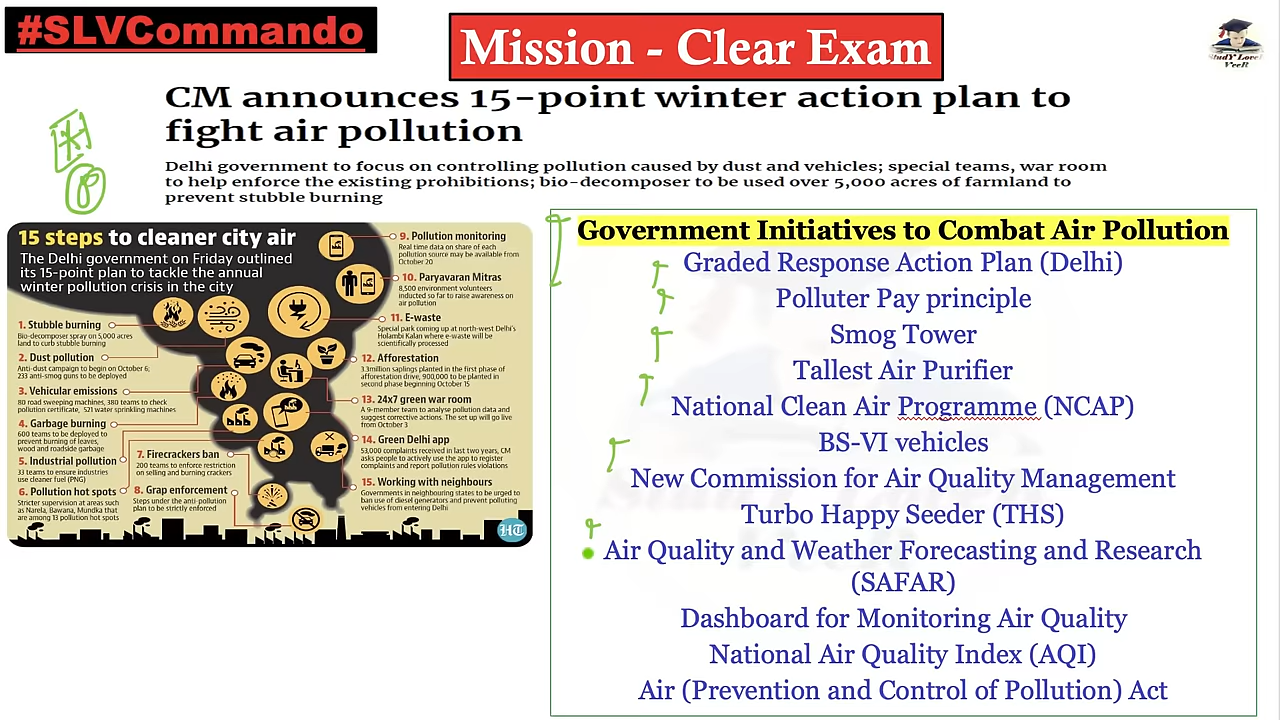 #SLVCommando
Mission - Clear Exam
StudY LoveR
VeeR
CM announces 15-point winter action plan to
fight air pollution
Delhi government to focus on controlling pollution caused by dust and vehicles; special teams, war room
to help enforce the existing prohibitions; bio-decomposer to be used over 5,000 acres of farmland to
prevent stubble burning
15 steps to cleaner city air
The Delhi government on Friday outlined
its 15-point plan to tackle the annual
winter pollution crisis in the city
1. Stubble burning
Bio-decomposer spray on 5,000 acres
land to curb stubble burning
2. Dust pollution
Anti-dust campaign to begin on October 6;
233 anti-smog guns to be deployed
3. Vehicular emissions
80 road sweeping machines, 380 teams to check
pollution certificate, 521 water sprinkling machines
4. Garbage burning
600 teams to be deployed to
prevent burning of leaves,
wood and roadside garbage
5. Industrial pollution
33 teams to ensure industries
use cleaner fuel (PNG)
6. Pollution hot spots
Stricter supervision at areas such
as Narela, Bawana, Mundka that
are among 13 pollution hot spots
7. Firecrackers ban
200 teams to enforce restriction
on selling and burning crackers
8. Grap enforcement
Steps under the anti-pollution
plan to be strictly enforced
9. Pollution monitoring
Real time data on share of each
pollution source may be available from
October 20
10. Paryavaran Mitras
8,500 environment volunteers
inducted so far to raise awareness on
air pollution
11. E-waste
Special park coming up at north-west Delhi's
Holambi Kalan where e-waste will be
scientifically processed
12. Afforestation
3.3million saplings planted in the first phase of
afforestation drive, 900,000 to be planted in
second phase beginning October 15
13. 24x7 green war room
A 9-member team to analyse pollution data and
suggest corrective actions. The set up will go live
from October 3
14. Green Delhi app
53,000 complaints received in last two years, CM
asks people to actively use the app to register
complaints and report pollution rules violations
15. Working with neighbours
Governments in neighbouring states to be urged to
ban use of diesel generators and prevent polluting
vehicles from entering Delhi
HT
Government Initiatives to Combat Air Pollution
Graded Response Action Plan (Delhi)
Polluter Pay principle
Smog Tower
Tallest Air Purifier
National Clean Air Programme (NCAP)
BS-VI vehicles
New Commission for Air Quality Management
Turbo Happy Seeder (THS)
Air Quality and Weather Forecasting and Research
(SAFAR)
Dashboard for Monitoring Air Quality
National Air Quality Index (AQI)
Air (Prevention and Control of Pollution) Act